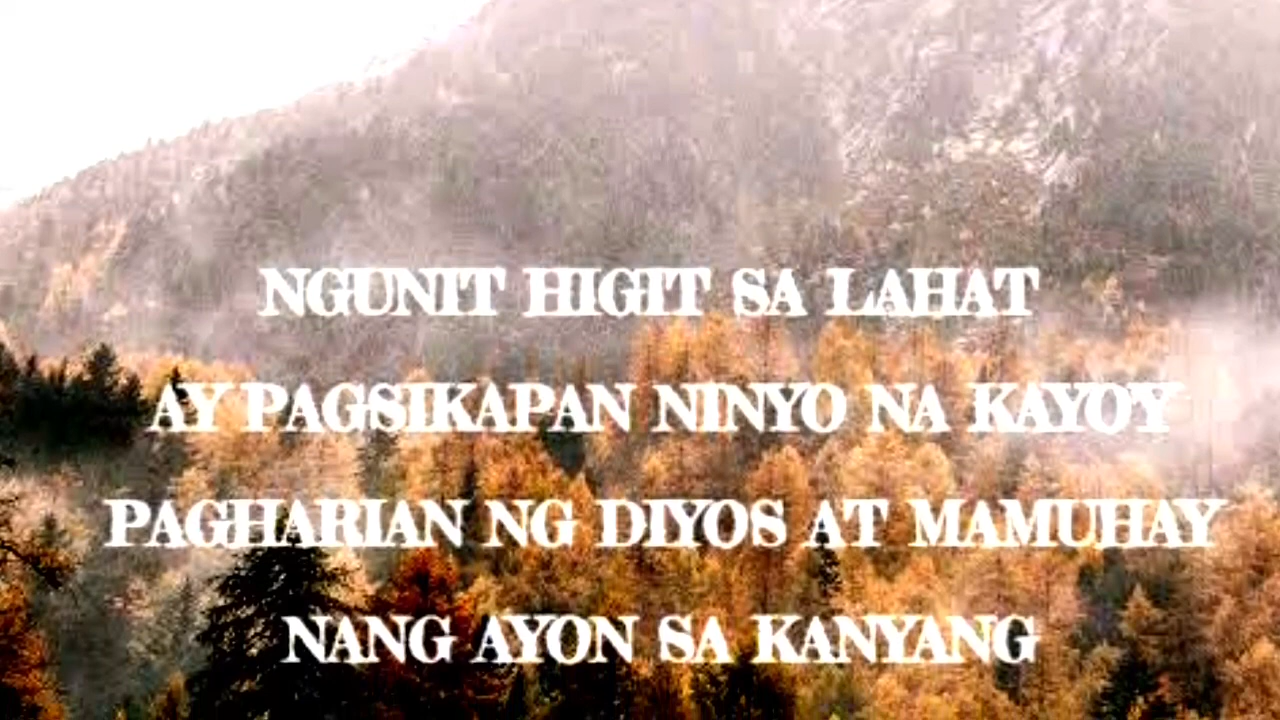 NGUNIT HIGIT SA LAHAT
AY PAGSIKAPAN NINYO NA KAYO'Y
PAGHARIAN NG DIYOS AT MAMUHAY
NANG AYON SA KANYANG